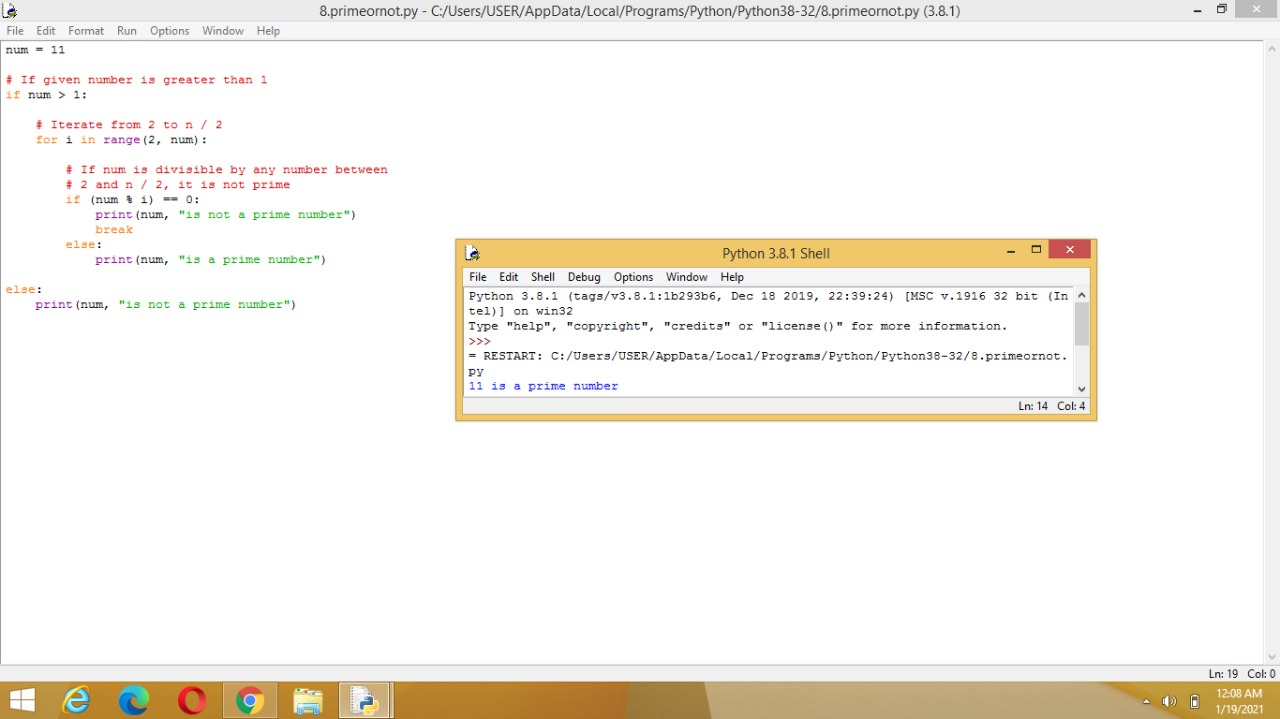 8.primeornot.py - C:/Users/USER/AppData/Local/Programs/Python/Python38-32/8.primeornot.py (3.8.1)
File Edit Format Run Options Window Help
num = 11
# If given number is greater than 1
if num > 1:
# Iterate from 2 to n / 2
for i in range(2, num):
# If num is divisible by any number between
# 2 and n / 2, it is not prime
if (num % i) == 0:
print(num, "is not a prime number")
break
else:
print(num, "is a prime number")
else:
print(num, "is not a prime number")
Python 3.8.1 Shell
File Edit Shell Debug Options Window Help
Python 3.8.1 (tags/v3.8.1:1b293b6, Dec 18 2019, 22:39:24) [MSC v.1916 32 bit (In
tel)] on win32
Type "help", "copyright", "credits" or "license()" for more information.
>>>
= RESTART: C:/Users/USER/AppData/Local/Programs/Python/Python38-32/8.primeornot.
py
11 is a prime number
Ln: 14 Col: 4
Ln: 19 Col: 0
12:08 AM
1/19/2021